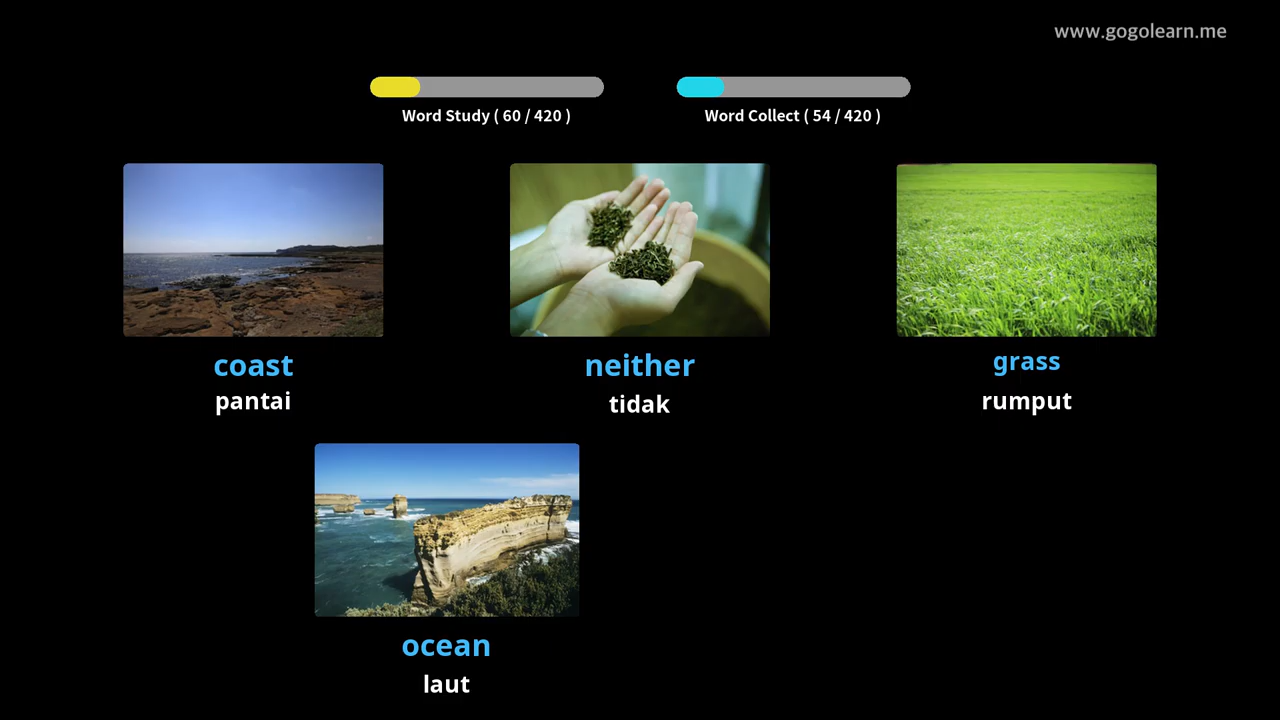 www.gogolearn.me
Word Study ( 60 / 420 )
Word Collect ( 54 / 420 )
coast
pantai
neither
tidak
grass
rumput
ocean
laut